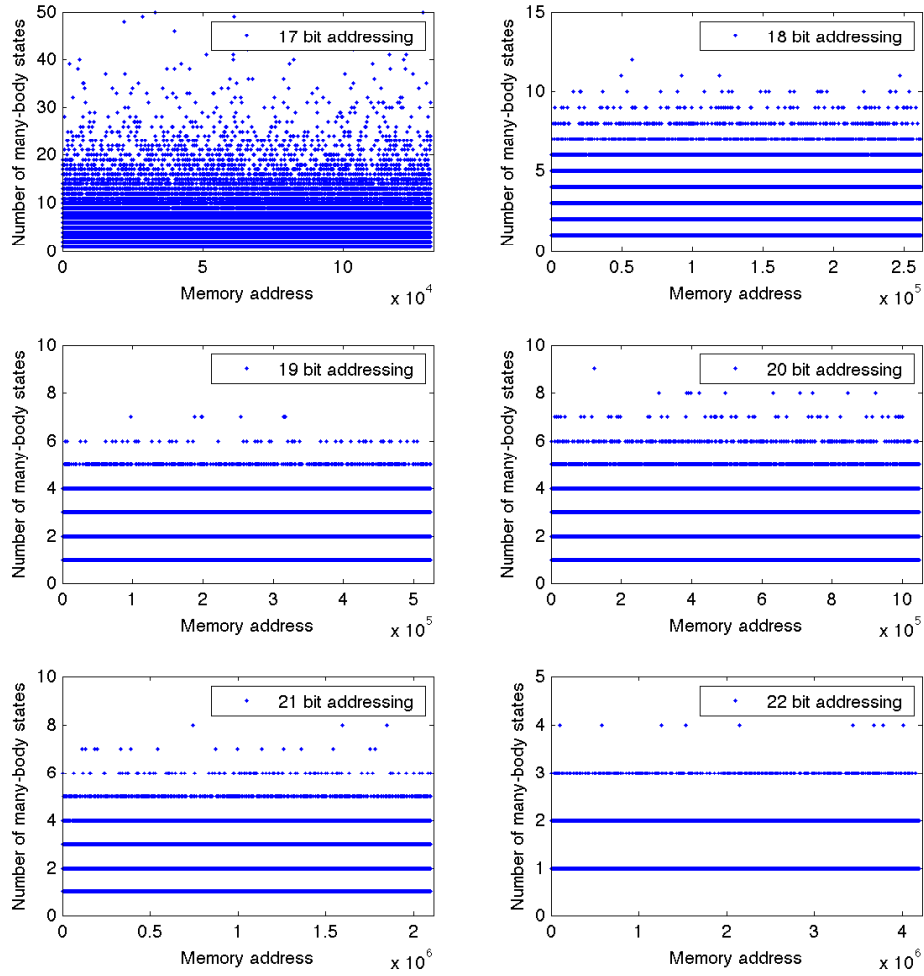 17 bit addressing
Number of many-body states
50
40
30
20
10
0
0 5 10
Memory address
x 10^4
18 bit addressing
Number of many-body states
15
10
5
0
0 0.5 1 1.5 2 2.5
Memory address
x 10^5
19 bit addressing
Number of many-body states
10
8
6
4
2
0
0 1 2 3 4 5
Memory address
x 10^5
20 bit addressing
Number of many-body states
10
8
6
4
2
0
0 2 4 6 8 10
Memory address
x 10^5
21 bit addressing
Number of many-body states
10
8
6
4
2
0
0 0.5 1 1.5 2
Memory address
x 10^6
22 bit addressing
Number of many-body states
5
4
3
2
1
0
0 1 2 3 4
Memory address
x 10^6